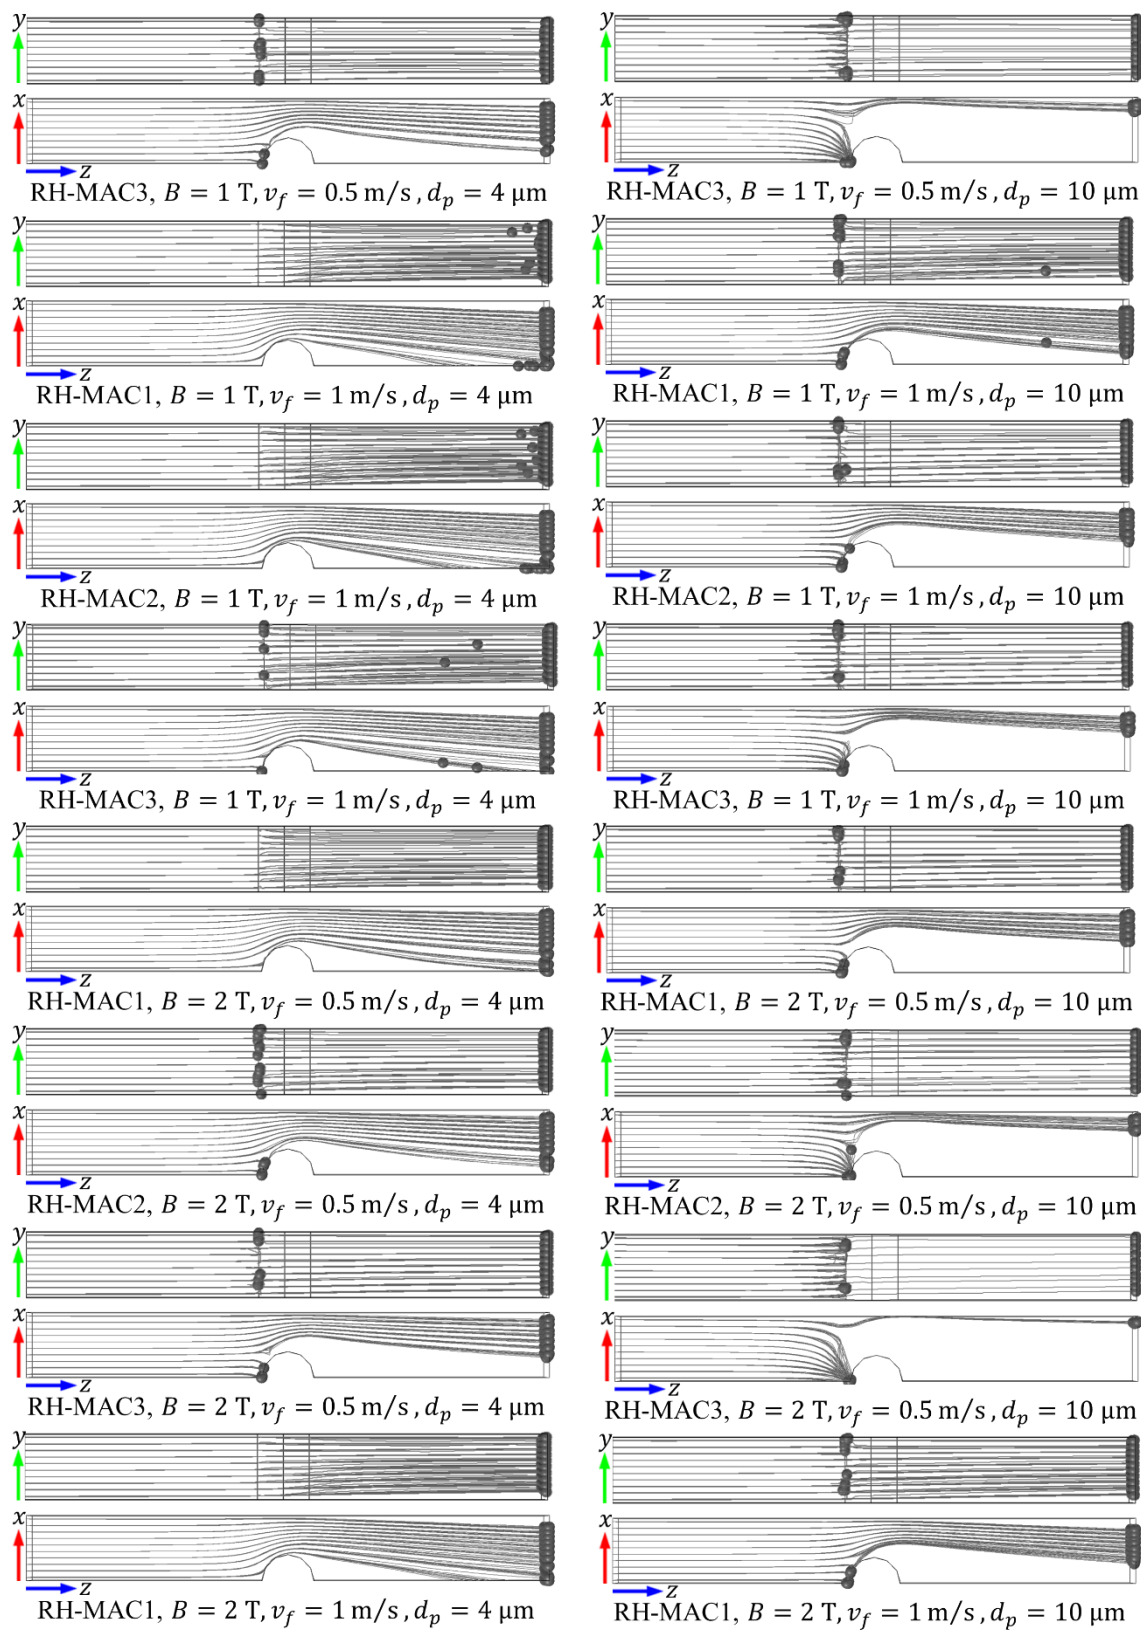 y y
x x
z z
RH-MAC3, B = 1 T, v_f = 0.5 m/s , d_p = 4 μm RH-MAC3, B = 1 T, v_f = 0.5 m/s , d_p = 10 μm
y y
x x
z z
RH-MAC1, B = 1 T, v_f = 1 m/s , d_p = 4 μm RH-MAC1, B = 1 T, v_f = 1 m/s , d_p = 10 μm
y y
x x
z z
RH-MAC2, B = 1 T, v_f = 1 m/s , d_p = 4 μm RH-MAC2, B = 1 T, v_f = 1 m/s , d_p = 10 μm
y y
x x
z z
RH-MAC3, B = 1 T, v_f = 1 m/s , d_p = 4 μm RH-MAC3, B = 1 T, v_f = 1 m/s , d_p = 10 μm
y y
x x
z z
RH-MAC1, B = 2 T, v_f = 0.5 m/s , d_p = 4 μm RH-MAC1, B = 2 T, v_f = 0.5 m/s , d_p = 10 μm
y y
x x
z z
RH-MAC2, B = 2 T, v_f = 0.5 m/s , d_p = 4 μm RH-MAC2, B = 2 T, v_f = 0.5 m/s , d_p = 10 μm
y y
x x
z z
RH-MAC3, B = 2 T, v_f = 0.5 m/s , d_p = 4 μm RH-MAC3, B = 2 T, v_f = 0.5 m/s , d_p = 10 μm
y y
x x
z z
RH-MAC1, B = 2 T, v_f = 1 m/s , d_p = 4 μm RH-MAC1, B = 2 T, v_f = 1 m/s , d_p = 10 μm